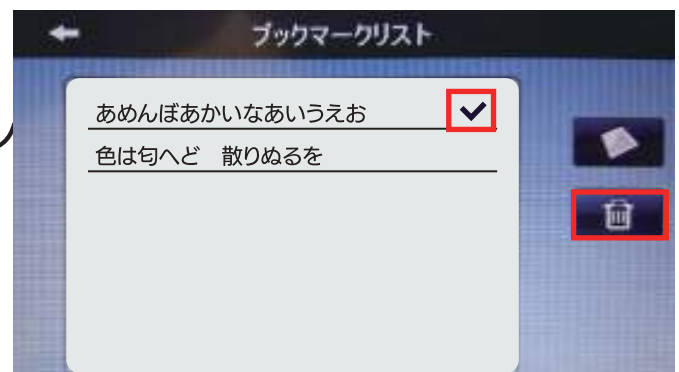 ブックマークリスト
あめんぼあかいなあいうえお
色は匂へど 散りぬるを